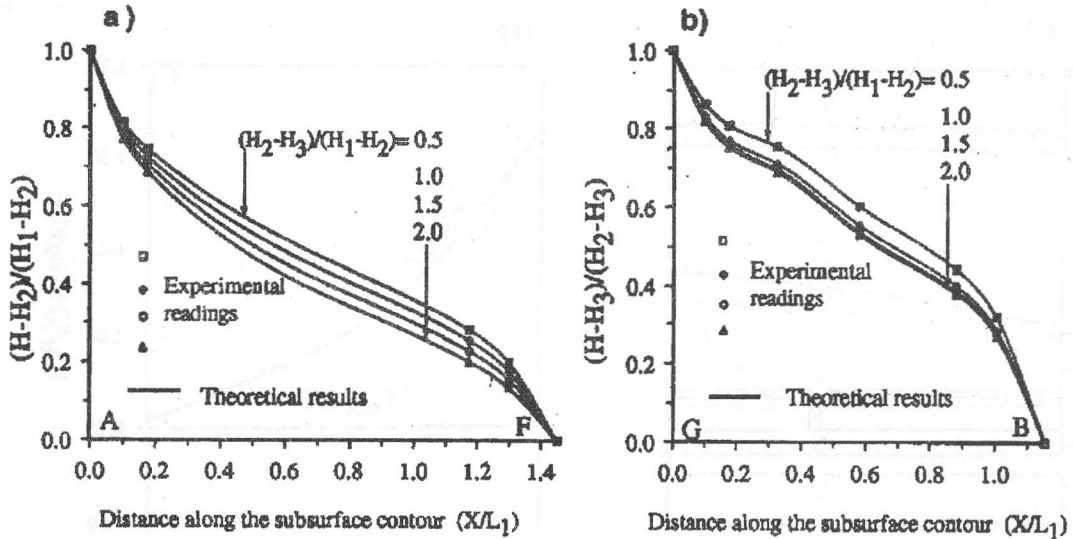 a)
(H-H2)/(H1-H2)
1.0
0.8
0.6
0.4
0.2
0.0
(H2-H3)/(H1-H2)= 0.5
1.0
1.5
2.0
Experimental
readings
Theoretical results
A
F
0.0 0.2 0.4 0.6 0.8 1.0 1.2 1.4
Distance along the subsurface contour (X/L1)
b)
(H-H3)/(H2-H3)
1.0
0.8
0.6
0.4
0.2
0.0
(H2-H3)/(H1-H2)= 0.5
1.0
1.5
2.0
Experimental
readings
Theoretical results
G
B
0.0 0.2 0.4 0.6 0.8 1.0
Distance along the subsurface contour (X/L1)